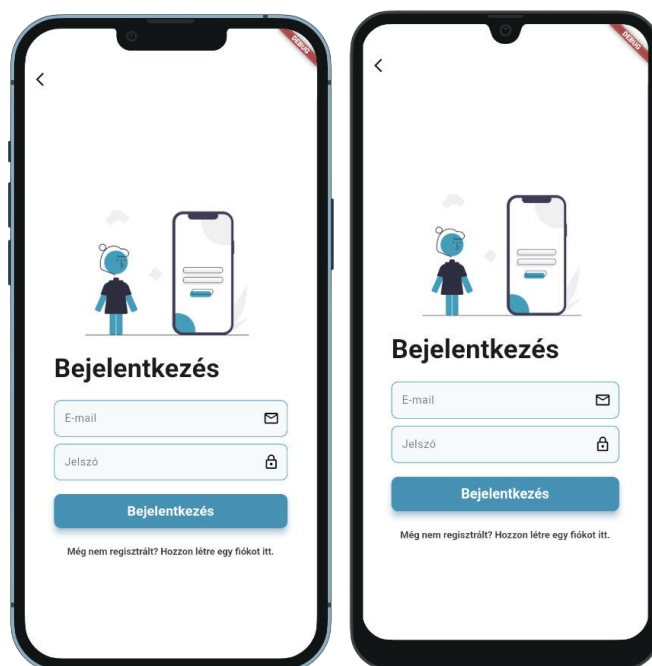 DEBUG
Bejelentkezés
E-mail
Jelszó
Bejelentkezés
Még nem regisztrált? Hozzon létre egy fiókot itt.
DEBUG
Bejelentkezés
E-mail
Jelszó
Bejelentkezés
Még nem regisztrált? Hozzon létre egy fiókot itt.